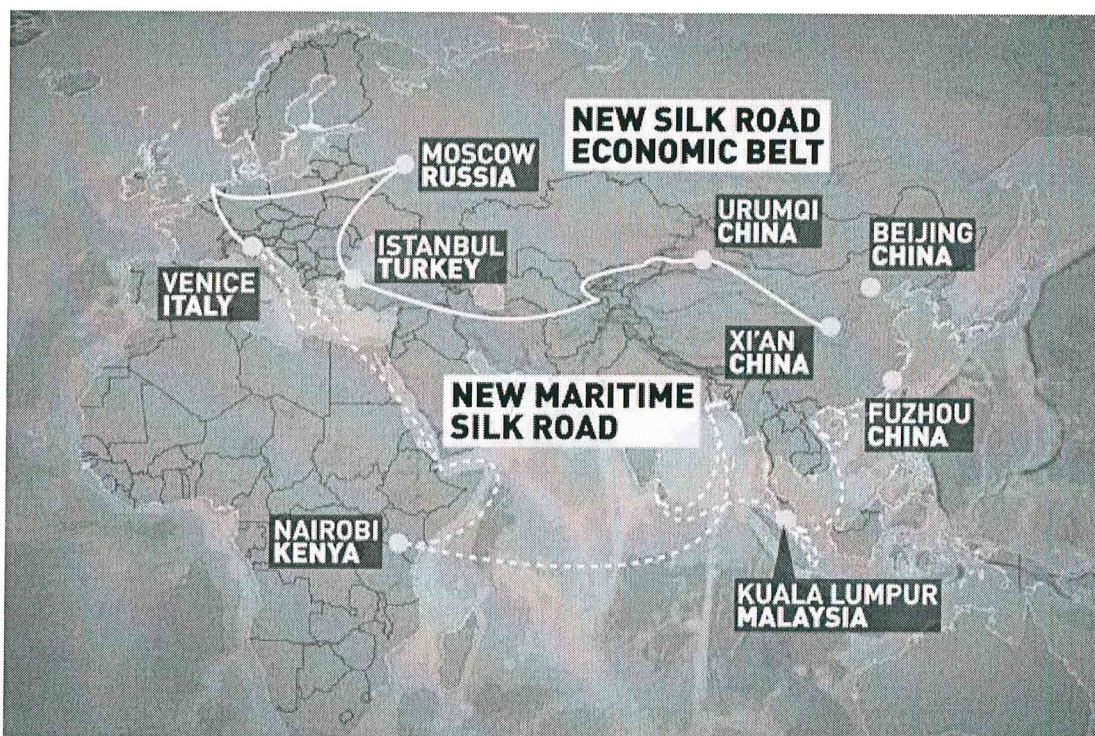 NEW SILK ROAD
ECONOMIC BELT
MOSCOW
RUSSIA
URUMQI
CHINA
BEIJING
CHINA
ISTANBUL
TURKEY
VENICE
ITALY
XI'AN
CHINA
NEW MARITIME
SILK ROAD
FUZHOU
CHINA
NAIROBI
KENYA
KUALA LUMPUR
MALAYSIA